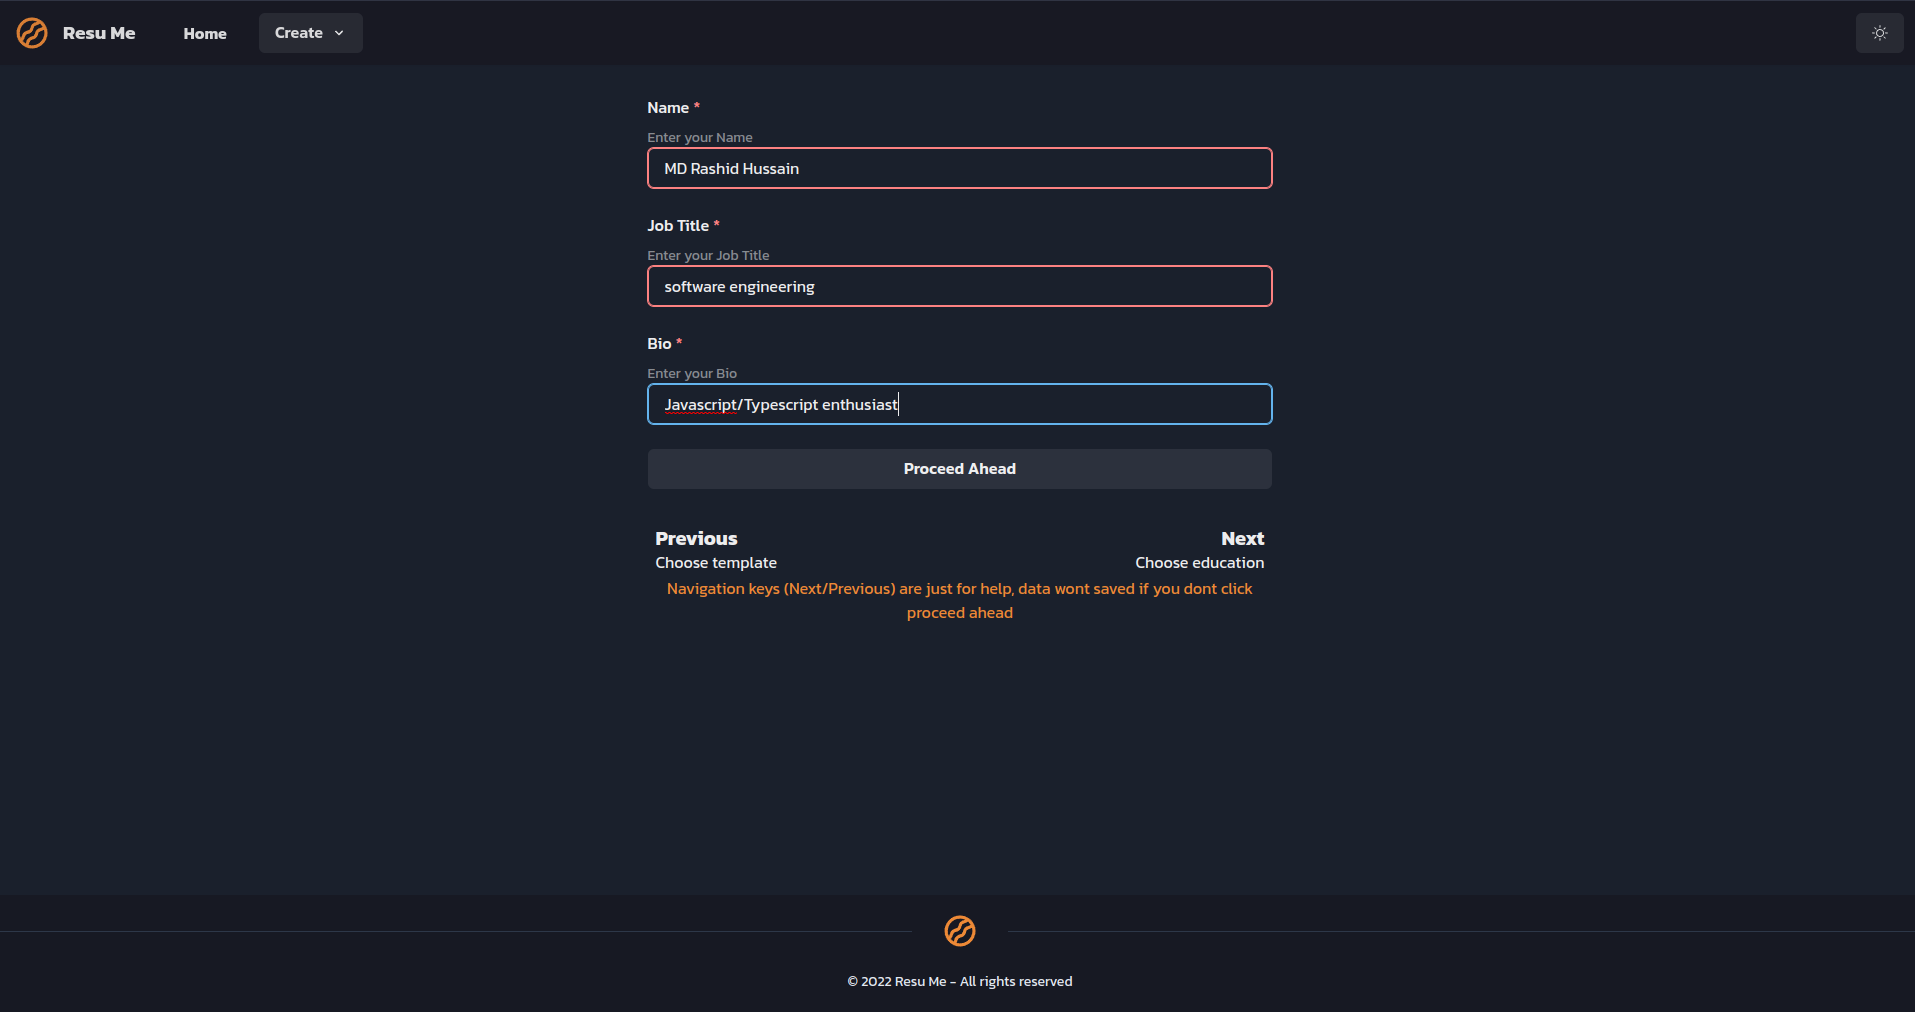 Resu Me
Home
Create
Name *
Enter your Name
MD Rashid Hussain
Job Title *
Enter your Job Title
software engineering
Bio *
Enter your Bio
Javascript/Typescript enthusiast
Proceed Ahead
Previous
Choose template
Next
Choose education
Navigation keys (Next/Previous) are just for help, data wont saved if you dont click
proceed ahead
© 2022 Resu Me - All rights reserved